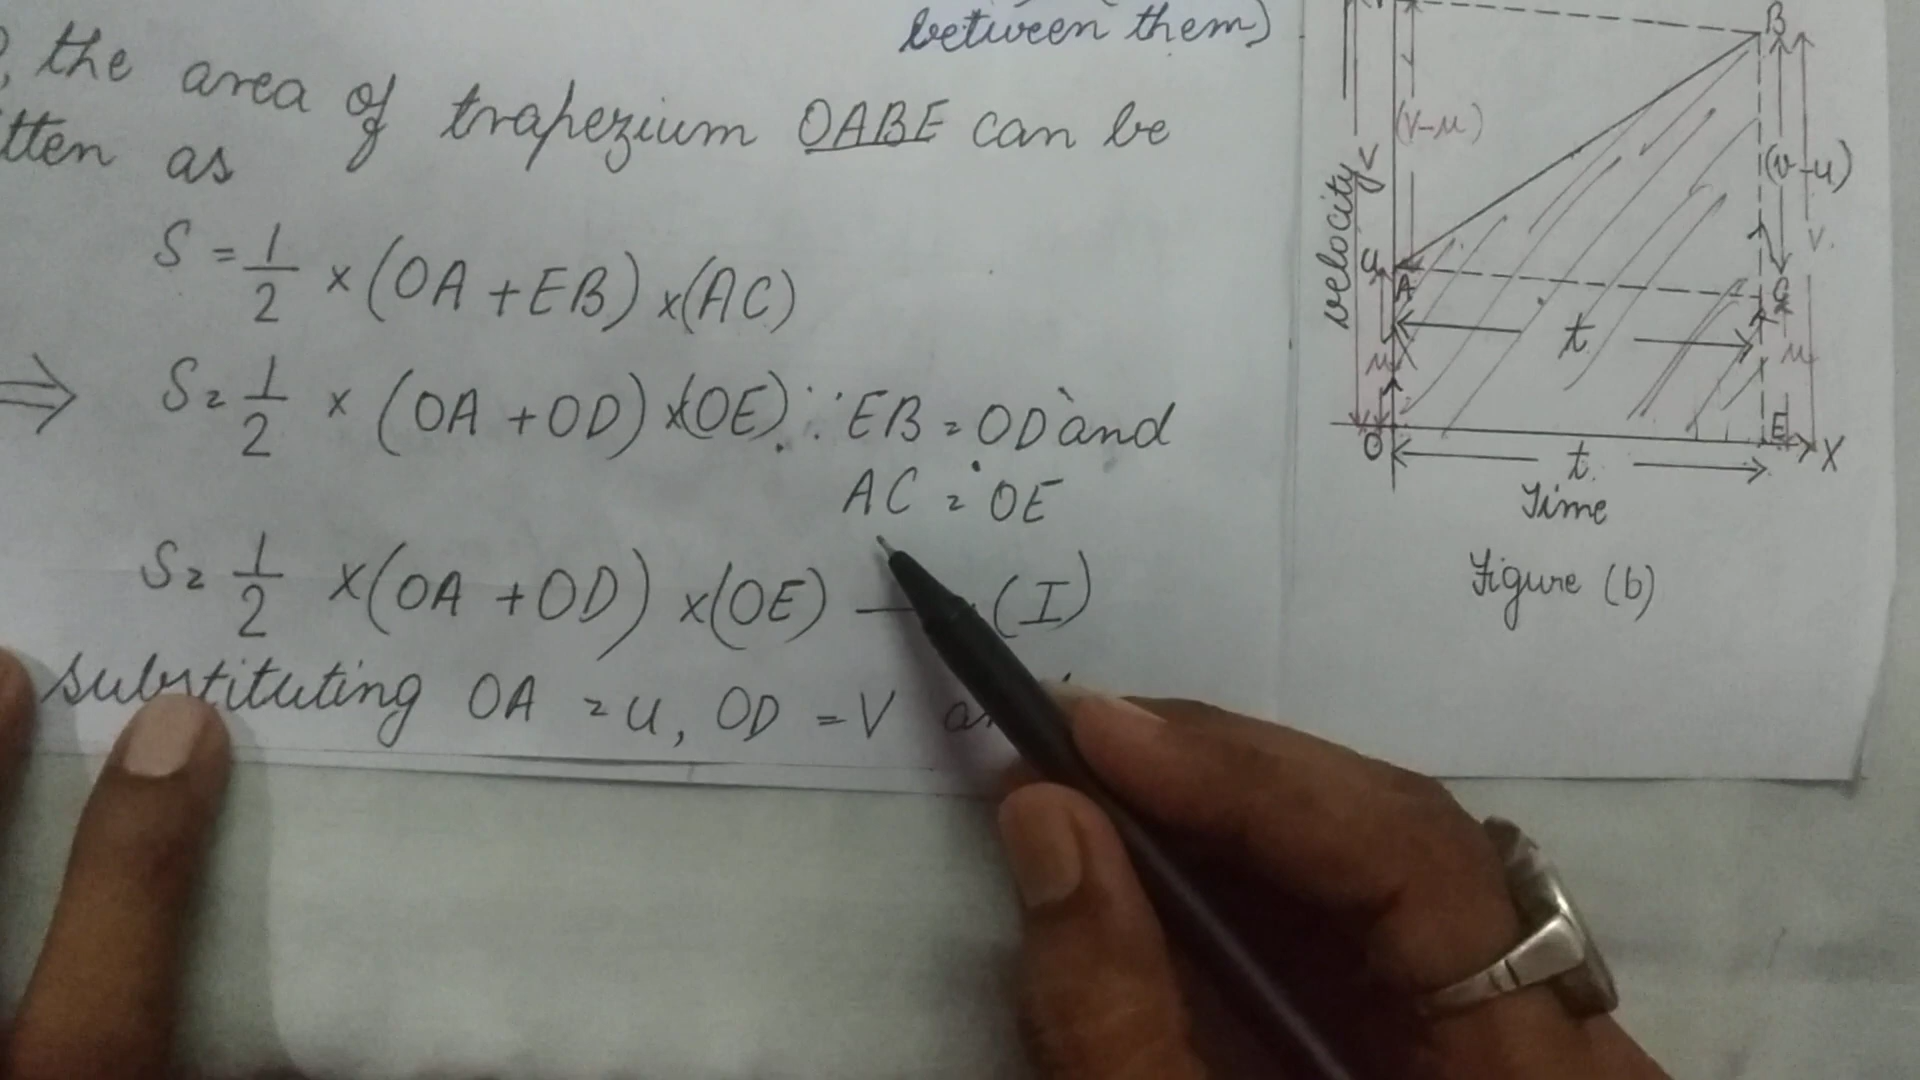 between them)
, the area of trapezium OABE can be
tten as
S = 1/2 × (OA + EB) × (AC)
⇒ S = 1/2 × (OA + OD) × (OE) ∵ EB = OD and
AC = OE
S = 1/2 × (OA + OD) × (OE) — (I)
substituting OA = u, OD = V
B
(v-u)
(v-u)
velocity
V
u
A
C
t
u
u
O
E
X
t
Time
Figure (b)